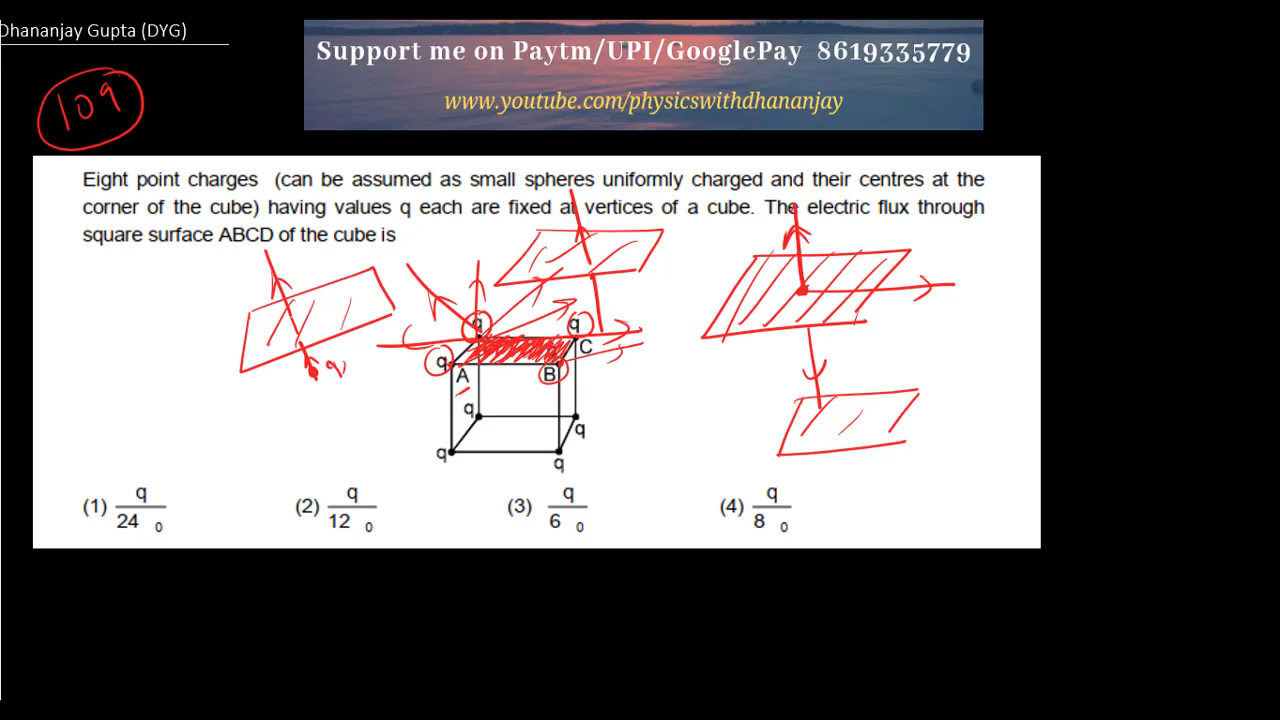 Dhananjay Gupta (DYG)
Support me on Paytm/UPI/GooglePay 8619335779
www.youtube.com/physicswithdhananjay
109
Eight point charges (can be assumed as small spheres uniformly charged and their centres at the
corner of the cube) having values q each are fixed at vertices of a cube. The electric flux through
square surface ABCD of the cube is
q
q q
q C
A B
q
q
q
q
(1) q/24 0 (2) q/12 0 (3) q/6 0 (4) q/8 0